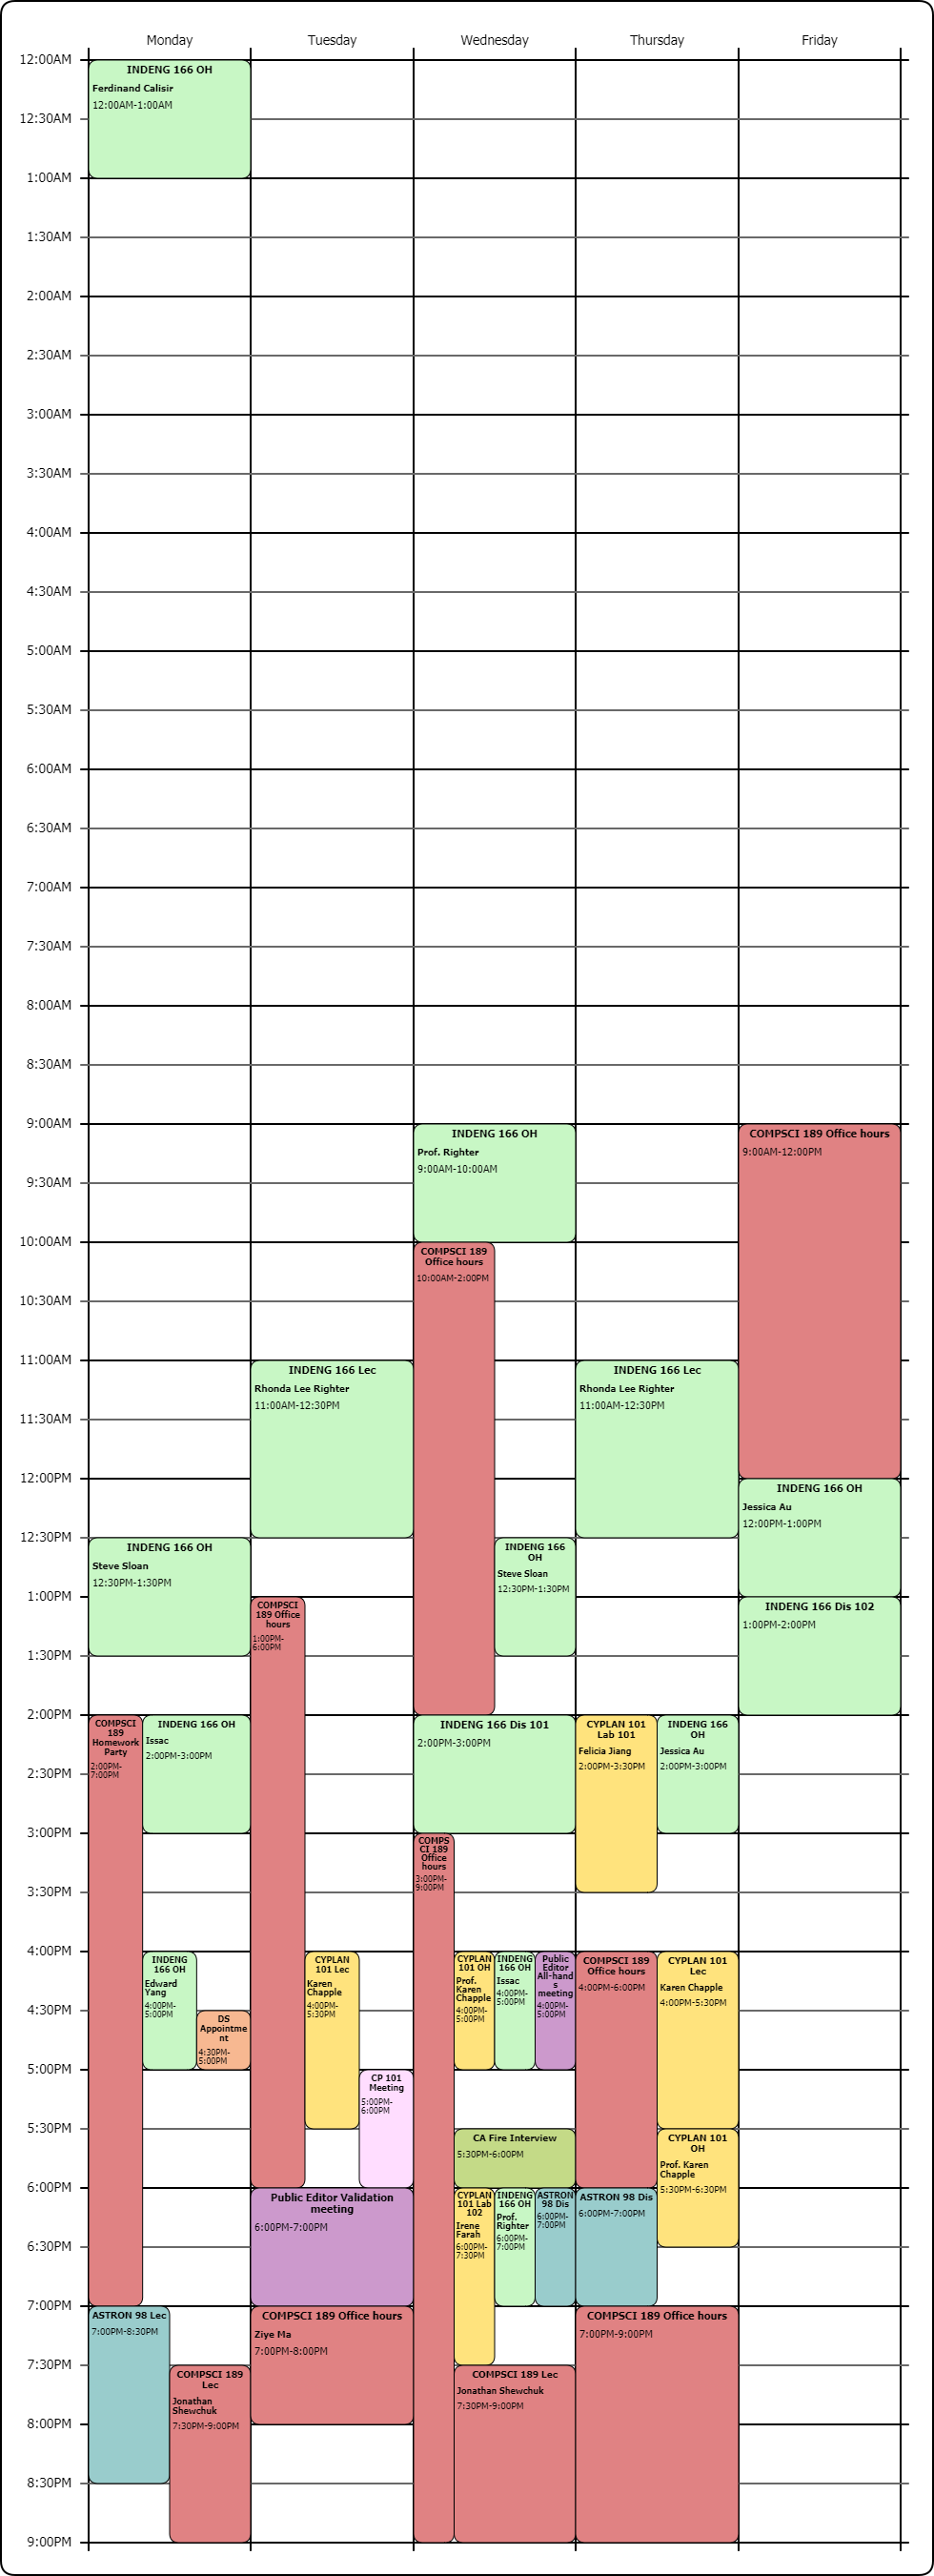 Monday
Tuesday
Wednesday
Thursday
Friday
12:00AM
12:30AM
1:00AM
1:30AM
2:00AM
2:30AM
3:00AM
3:30AM
4:00AM
4:30AM
5:00AM
5:30AM
6:00AM
6:30AM
7:00AM
7:30AM
8:00AM
8:30AM
9:00AM
9:30AM
10:00AM
10:30AM
11:00AM
11:30AM
12:00PM
12:30PM
1:00PM
1:30PM
2:00PM
2:30PM
3:00PM
3:30PM
4:00PM
4:30PM
5:00PM
5:30PM
6:00PM
6:30PM
7:00PM
7:30PM
8:00PM
8:30PM
9:00PM
INDENG 166 OH
Ferdinand Calisir
12:00AM-1:00AM
INDENG 166 OH
Steve Sloan
12:30PM-1:30PM
COMPSCI
189
Homework
Party
2:00PM-
7:00PM
INDENG 166 OH
Issac
2:00PM-3:00PM
INDENG
166 OH
Edward
Yang
4:00PM-
5:00PM
DS
Appointme
nt
4:30PM-
5:00PM
ASTRON 98 Lec
7:00PM-8:30PM
COMPSCI 189
Lec
Jonathan
Shewchuk
7:30PM-9:00PM
INDENG 166 Lec
Rhonda Lee Righter
11:00AM-12:30PM
COMPSCI
189 Office
hours
1:00PM-
6:00PM
CYPLAN
101 Lec
Karen
Chapple
4:00PM-
5:30PM
CP 101
Meeting
5:00PM-
6:00PM
Public Editor Validation
meeting
6:00PM-7:00PM
COMPSCI 189 Office hours
Ziye Ma
7:00PM-8:00PM
INDENG 166 OH
Prof. Righter
9:00AM-10:00AM
COMPSCI 189
Office hours
10:00AM-2:00PM
INDENG 166
OH
Steve Sloan
12:30PM-1:30PM
INDENG 166 Dis 101
2:00PM-3:00PM
COMPS
CI 189
Office
hours
3:00PM-
9:00PM
CYPLAN
101 OH
Prof.
Karen
Chapple
4:00PM-
5:00PM
INDENG
166 OH
Issac
4:00PM-
5:00PM
Public
Editor
All-hand
s
meeting
4:00PM-
5:00PM
CA Fire Interview
5:30PM-6:00PM
CYPLAN
101 Lab
102
Irene
Farah
6:00PM-
7:30PM
INDENG
166 OH
Prof.
Righter
6:00PM-
7:00PM
ASTRON
98 Dis
6:00PM-
7:00PM
COMPSCI 189 Lec
Jonathan Shewchuk
7:30PM-9:00PM
INDENG 166 Lec
Rhonda Lee Righter
11:00AM-12:30PM
CYPLAN 101
Lab 101
Felicia Jiang
2:00PM-3:30PM
INDENG 166
OH
Jessica Au
2:00PM-3:00PM
COMPSCI 189
Office hours
4:00PM-6:00PM
CYPLAN 101
Lec
Karen Chapple
4:00PM-5:30PM
CYPLAN 101
OH
Prof. Karen
Chapple
5:30PM-6:30PM
ASTRON 98 Dis
6:00PM-7:00PM
COMPSCI 189 Office hours
7:00PM-9:00PM
COMPSCI 189 Office hours
9:00AM-12:00PM
INDENG 166 OH
Jessica Au
12:00PM-1:00PM
INDENG 166 Dis 102
1:00PM-2:00PM